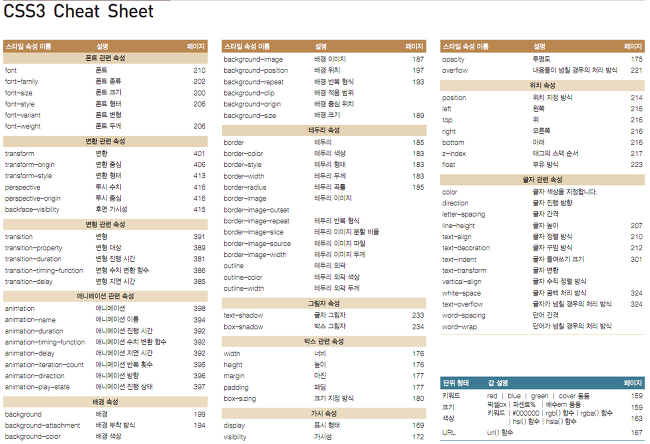 CSS3 Cheat Sheet
스타일 속성 이름 설명 페이지
폰트 관련 속성
font 폰트 210
font-family 폰트 종류 202
font-size 폰트 크기 200
font-style 폰트 형태 206
font-variant 폰트 변형
font-weight 폰트 두께 206
변환 관련 속성
transform 변환 401
transform-origin 변환 중심 406
transform-style 변환 형태 413
perspective 투시 수치 416
perspective-origin 투시 중심 416
backface-visibility 후면 가시성 415
변형 관련 속성
transition 변형 391
transition-property 변형 대상 389
transition-duration 변형 진행 시간 381
transition-timing-function 변형 수치 변환 함수 386
transition-delay 변형 지연 시간 385
애니메이션 관련 속성
animation 애니메이션 398
animation-name 애니메이션 이름 394
animation-duration 애니메이션 진행 시간 392
animation-timing-function 애니메이션 수치 변환 함수 392
animation-delay 애니메이션 지연 시간 392
animation-iteration-count 애니메이션 반복 횟수 395
animation-direction 애니메이션 방향 396
animation-play-state 애니메이션 진행 상태 397
배경 속성
background 배경 199
background-attachment 배경 부착 방식 194
background-color 배경 색상
스타일 속성 이름 설명 페이지
background-image 배경 이미지 187
background-position 배경 위치 197
background-repeat 배경 반복 형식 193
background-clip 배경 적용 범위
background-origin 배경 중심 위치
background-size 배경 크기 189
테두리 속성
border 테두리 185
border-color 테두리 색상 183
border-style 테두리 형태 183
border-width 테두리 두께 183
border-radius 테두리 곡률 185
border-image 테두리 이미지
border-image-outset
border-image-repeat 테두리 반복 형식
border-image-slice 테두리 이미지 분할 비율
border-image-source 테두리 이미지 파일
border-image-width 테두리 이미지 두께
outline 테두리 외곽
outline-color 테두리 외곽 색상
outline-width 테두리 외곽 두께
그림자 속성
text-shadow 글자 그림자 233
box-shadow 박스 그림자 234
박스 관련 속성
width 너비 176
height 높이 176
margin 마진 177
padding 패딩 177
box-sizing 크기 지정 방식 180
가시 속성
display 표시 형태 169
visibility 가시성 172
스타일 속성 이름 설명 페이지
opacity 투명도 175
overfow 내용물이 넘칠 경우의 처리 방식 221
위치 속성
position 위치 지정 방식 214
left 왼쪽 216
top 위 216
right 오른쪽 216
bottom 아래 216
z-index 태그의 스택 순서 217
float 부유 방식 223
글자 관련 속성
color 글자 색상을 지정합니다.
direction 글자 진행 방향
letter-spacing 글자 간격
line-height 글자 높이 207
text-align 글자 정렬 방식 210
text-decoration 글자 꾸밈 방식 212
text-indent 글자 들여쓰기 크기 301
text-transform 글자 변환
vertical-align 글자 수직 정렬 방식
white-space 글자 공백 처리 방식 324
text-overflow 글자가 넘칠 경우의 처리 방식 324
word-spacing 단어 간격
word-wrap 단어가 넘칠 경우의 처리 방식
단위 형태 값 설명 페이지
키워드 red | blue | green | cover 등등 159
크기 픽셀px | 퍼센트% | 배수em 등등 159
색상 키워드 | #000000 | rgb() 함수 | rgba() 함수 163
| hsl() 함수 | hsla() 함수
URL url() 함수 167